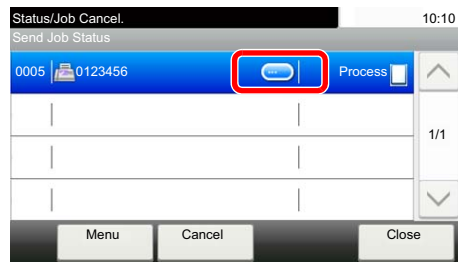 Status/Job Cancel. 10:10
Send Job Status
0005 0123456 ... Process
1/1
Menu Cancel Close